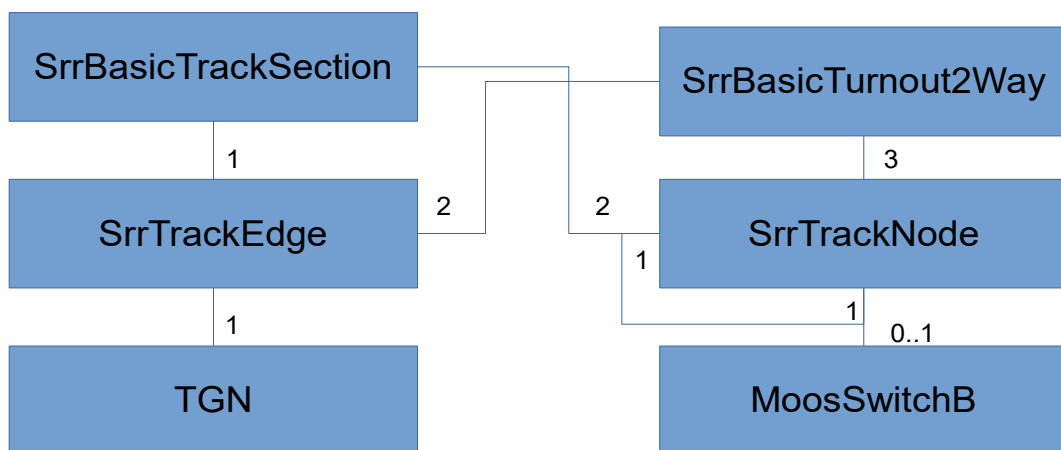 SrrBasicTrackSection
SrrBasicTurnout2Way
1
3
SrrTrackEdge
2
2
SrrTrackNode
1
1
1
0..1
TGN
MoosSwitchB